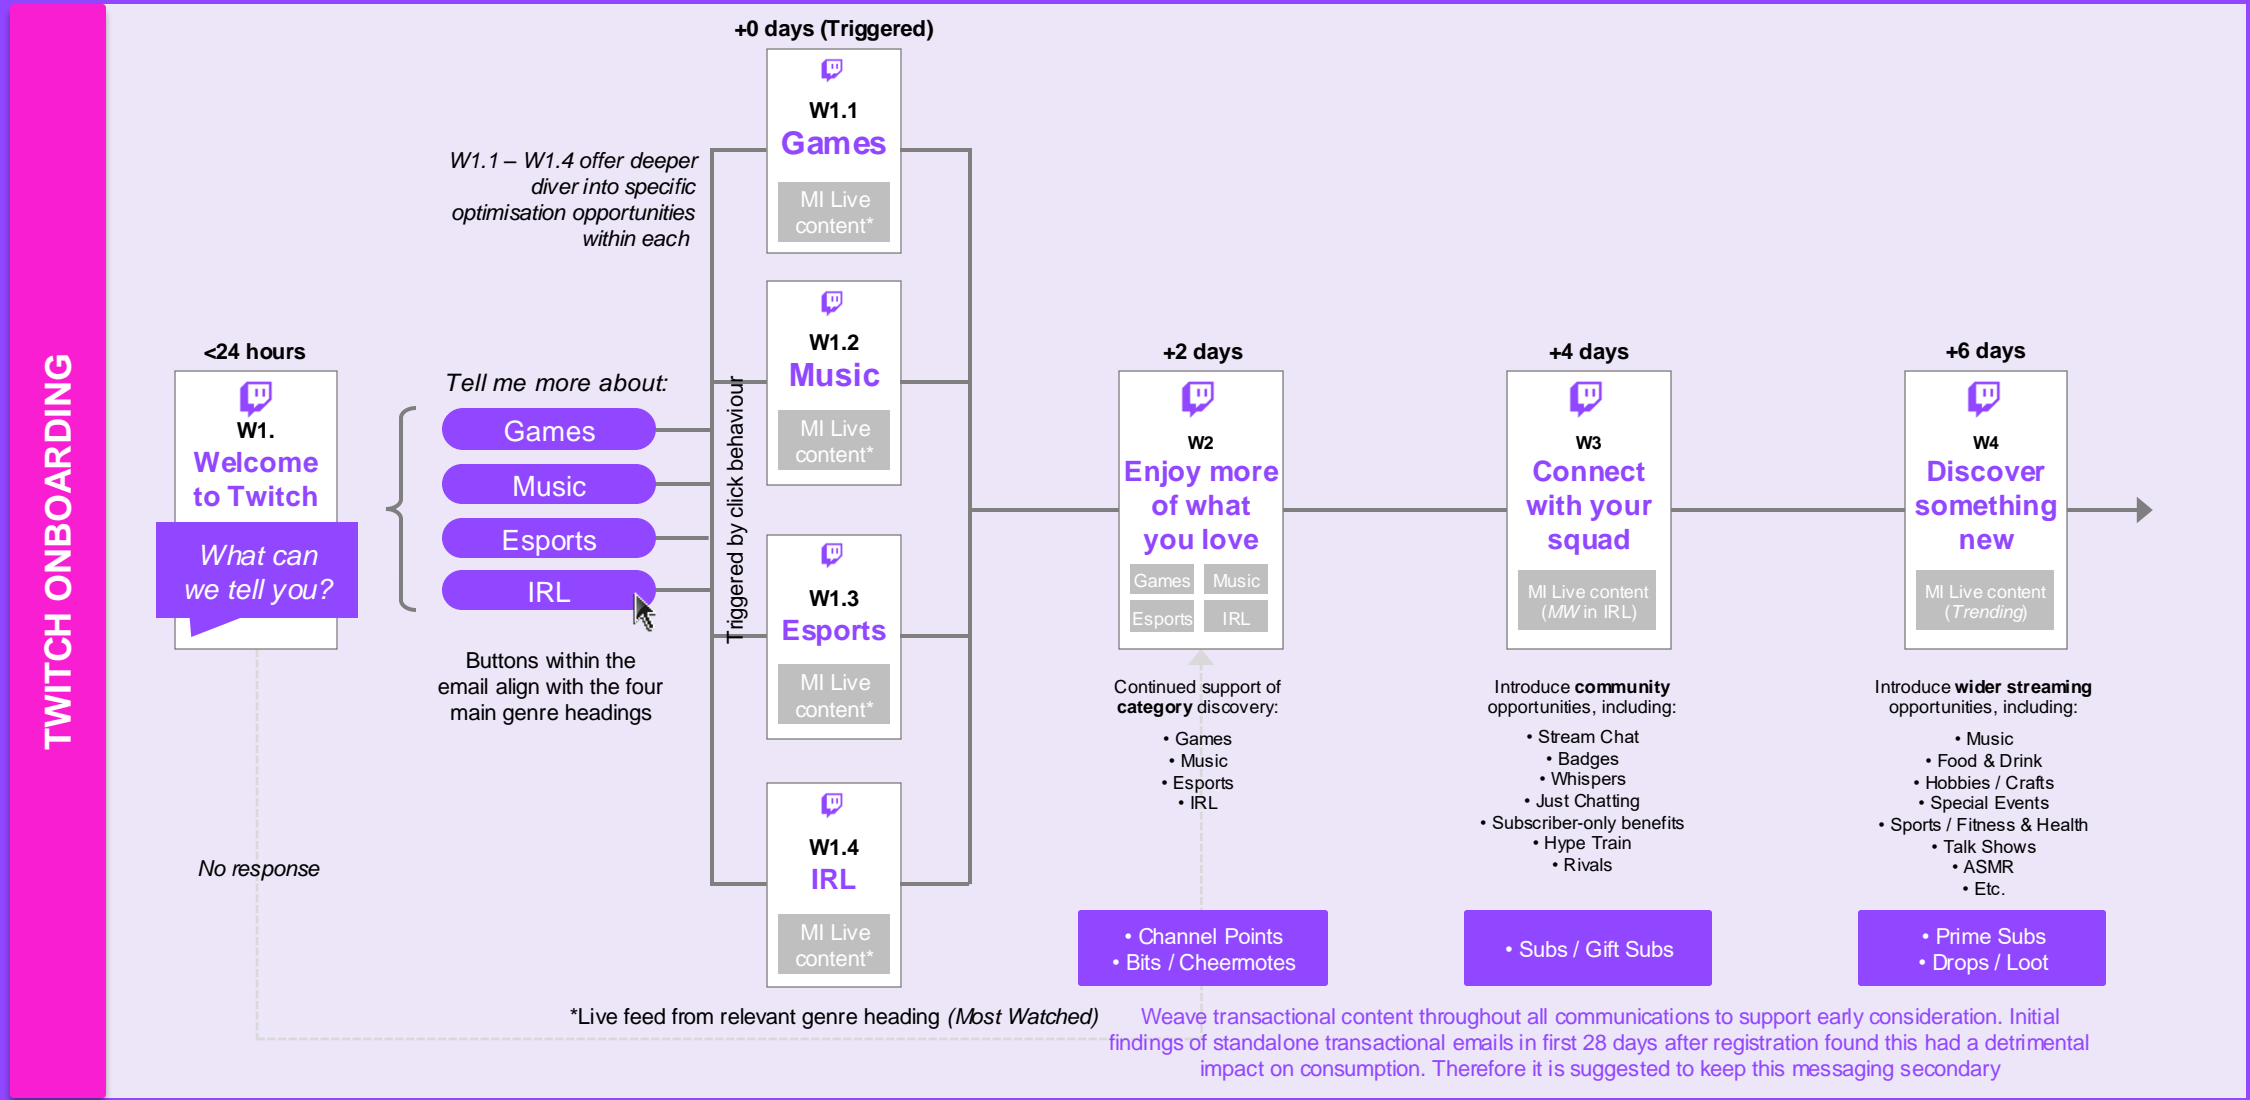 TWITCH ONBOARDING
<24 hours
W1.
Welcome
to Twitch
What can
we tell you?
No response
Tell me more about:
Games
Music
Esports
IRL
Buttons within the
email align with the four
main genre headings
W1.1 – W1.4 offer deeper
diver into specific
optimisation opportunities
within each
Triggered by click behaviour
+0 days (Triggered)
W1.1
Games
MI Live
content*
W1.2
Music
MI Live
content*
W1.3
Esports
MI Live
content*
W1.4
IRL
MI Live
content*
*Live feed from relevant genre heading (Most Watched)
+2 days
W2
Enjoy more
of what
you love
Games Music
Esports IRL
Continued support of
category discovery:
• Games
• Music
• Esports
• IRL
• Channel Points
• Bits / Cheermotes
+4 days
W3
Connect
with your
squad
MI Live content
(MW in IRL)
Introduce community
opportunities, including:
• Stream Chat
• Badges
• Whispers
• Just Chatting
• Subscriber-only benefits
• Hype Train
• Rivals
• Subs / Gift Subs
+6 days
W4
Discover
something
new
MI Live content
(Trending)
Introduce wider streaming
opportunities, including:
• Music
• Food & Drink
• Hobbies / Crafts
• Special Events
• Sports / Fitness & Health
• Talk Shows
• ASMR
• Etc.
• Prime Subs
• Drops / Loot
Weave transactional content throughout all communications to support early consideration. Initial
findings of standalone transactional emails in first 28 days after registration found this had a detrimental
impact on consumption. Therefore it is suggested to keep this messaging secondary